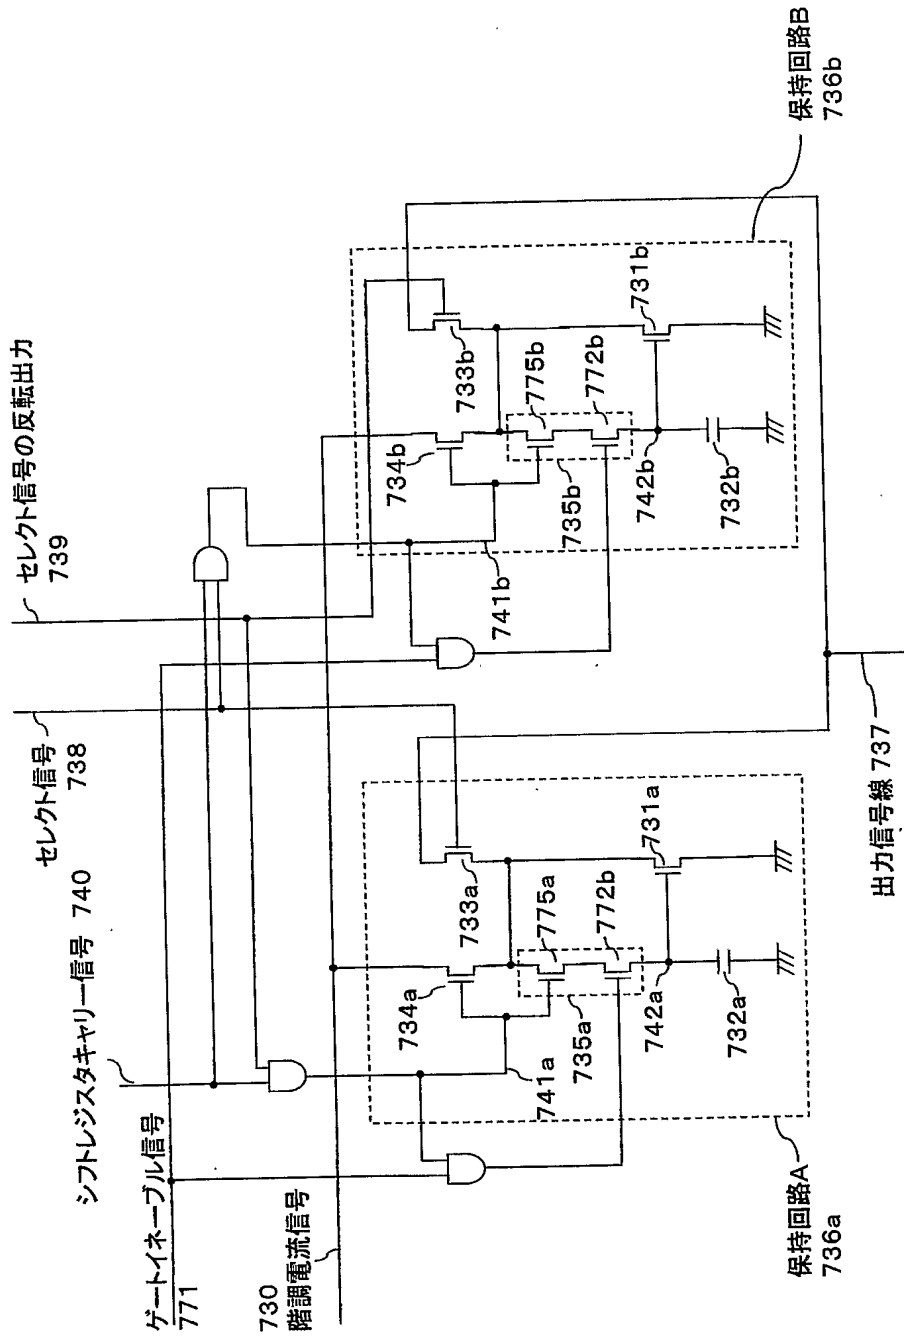 ゲートイネーブル信号
771
シフトレジスタキャリー信号 740
セレクト信号
738
セレクト信号の反転出力
739
730
階調電流信号
保持回路A
736a
保持回路B
736b
出力信号線 737
734a
733a
741a
735a
775a
772b
742a
732a
731a
734b
733b
741b
735b
775b
772b
742b
732b
731b